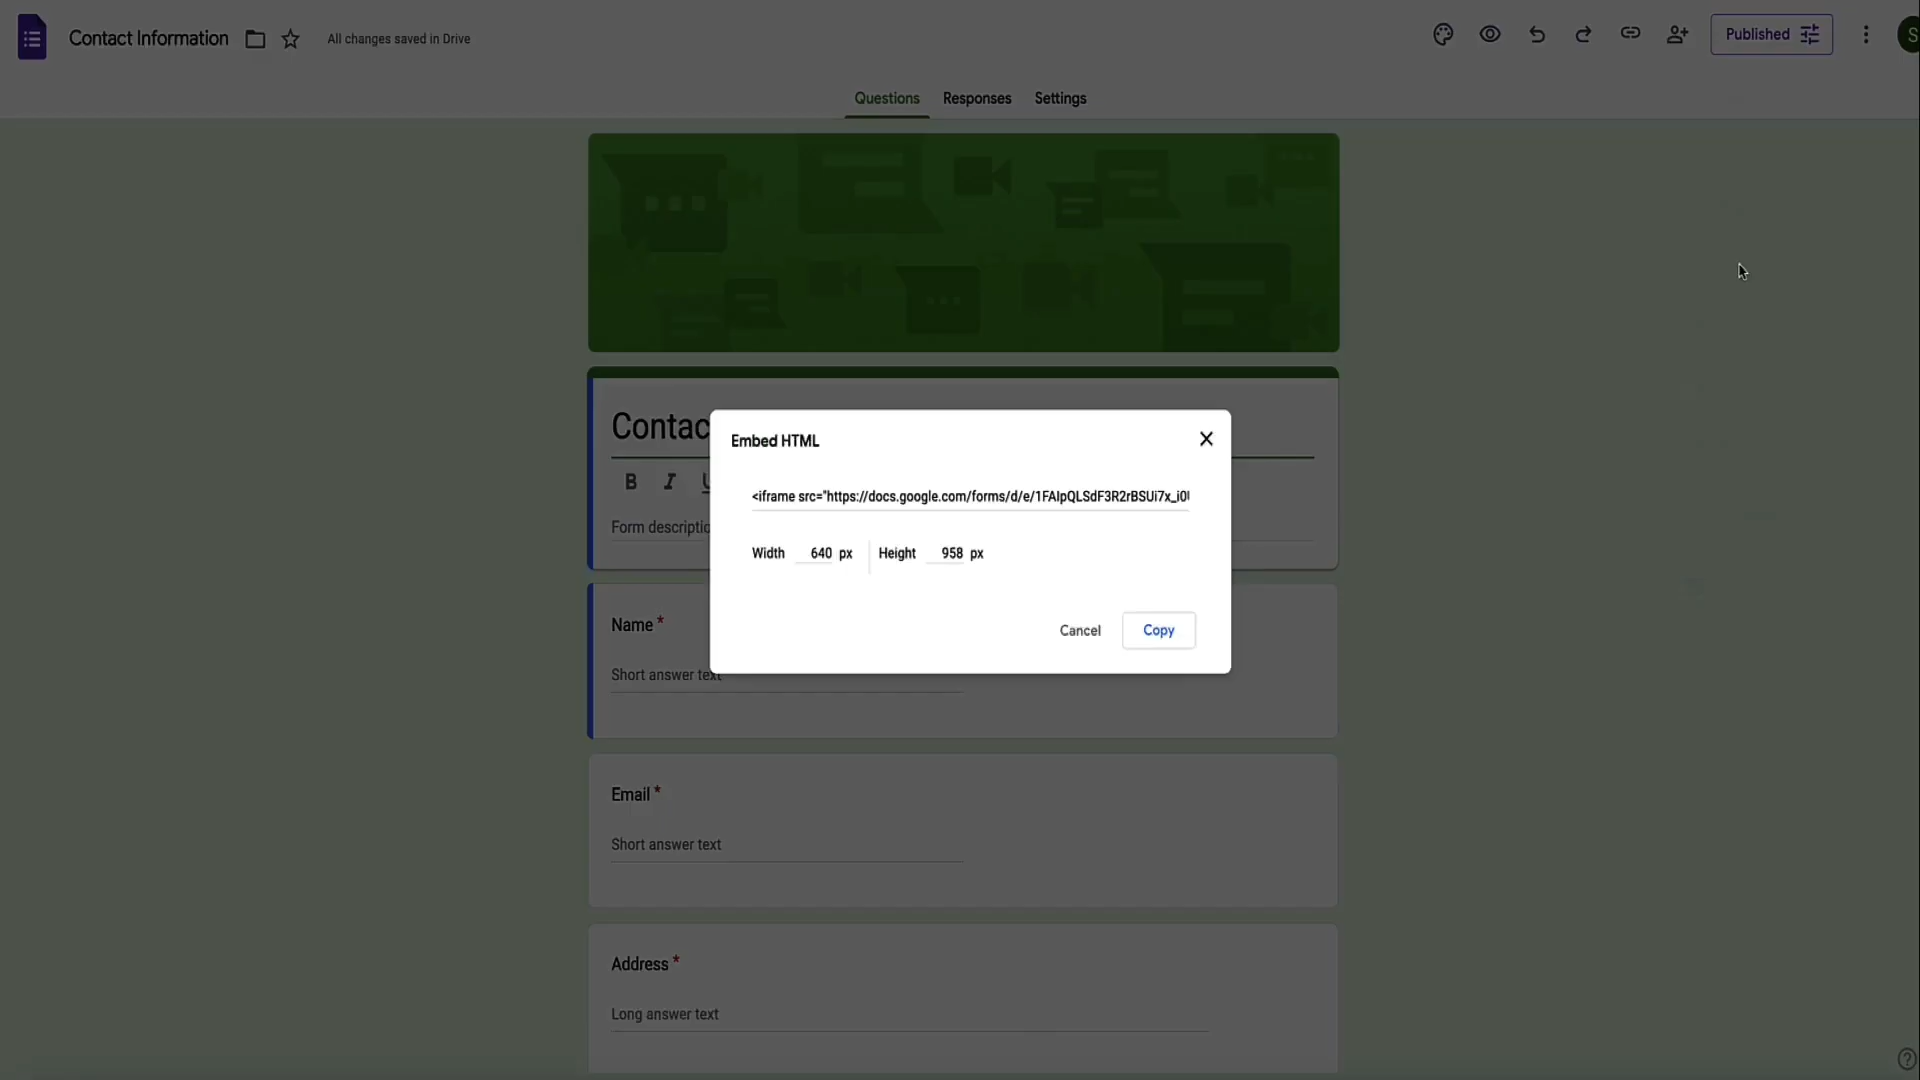 Contact Information
All changes saved in Drive
Published
S
Questions
Responses
Settings
Contac
B I U
Form descriptio
Embed HTML
<iframe src="https://docs.google.com/forms/d/e/1FAIpQLSdF3R2rBSUi7x_i0
Width 640 px Height 958 px
Cancel
Copy
Name *
Short answer text
Email *
Short answer text
Address *
Long answer text